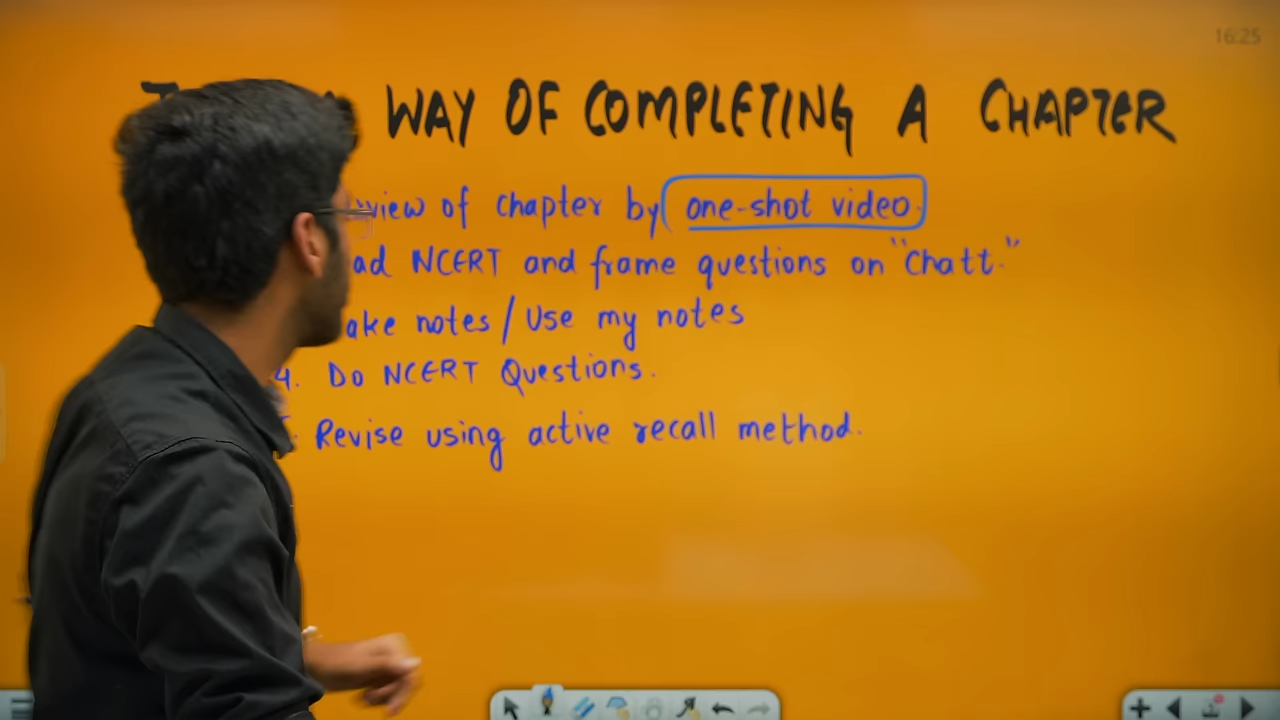 16:25
WAY OF COMPLETING A CHAPTER
view of chapter by one-shot video.
ad NCERT and frame questions on "Chatt."
ake notes / Use my notes
4. Do NCERT Questions.
Revise using active recall method.